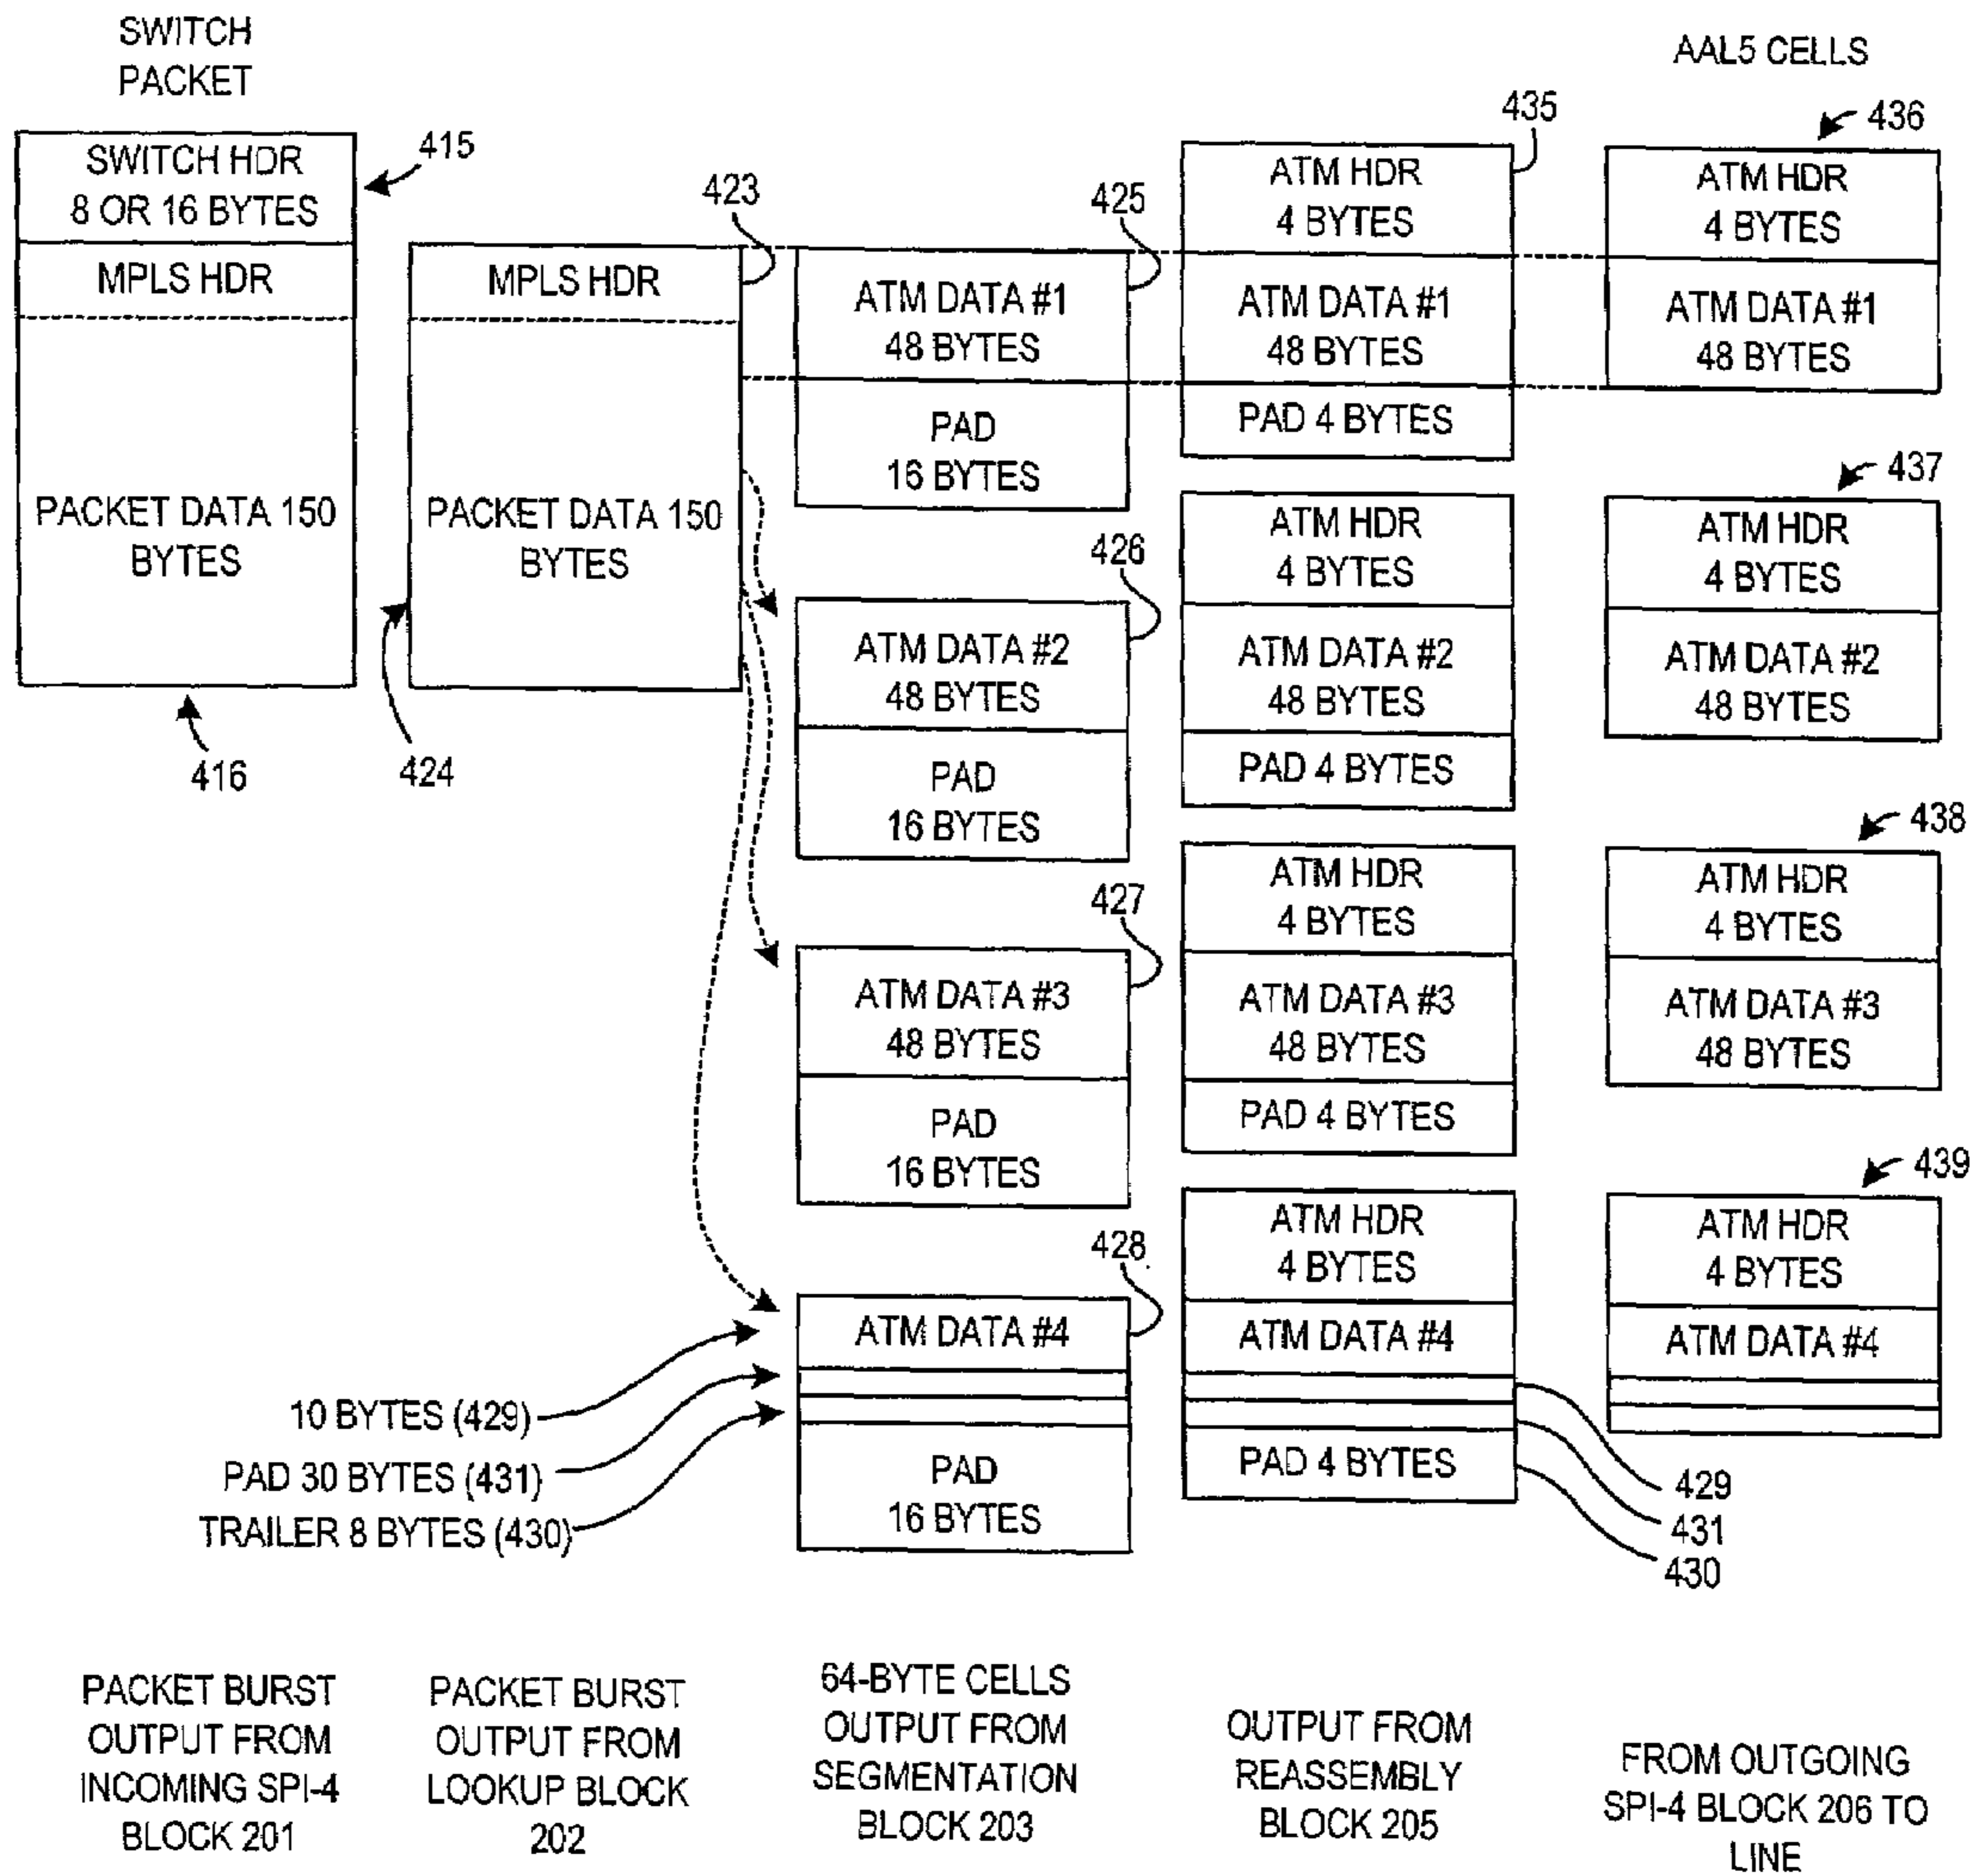 SWITCH
PACKET
SWITCH HDR
8 OR 16 BYTES
MPLS HDR
PACKET DATA 150
BYTES
415
416
MPLS HDR
PACKET DATA 150
BYTES
423
424
ATM DATA #1
48 BYTES
PAD
16 BYTES
425
ATM DATA #2
48 BYTES
PAD
16 BYTES
426
ATM DATA #3
48 BYTES
PAD
16 BYTES
427
ATM DATA #4
PAD
16 BYTES
428
10 BYTES (429)
PAD 30 BYTES (431)
TRAILER 8 BYTES (430)
ATM HDR
4 BYTES
ATM DATA #1
48 BYTES
PAD 4 BYTES
435
ATM HDR
4 BYTES
ATM DATA #2
48 BYTES
PAD 4 BYTES
ATM HDR
4 BYTES
ATM DATA #3
48 BYTES
PAD 4 BYTES
ATM HDR
4 BYTES
ATM DATA #4
PAD 4 BYTES
429
431
430
AAL5 CELLS
436
ATM HDR
4 BYTES
ATM DATA #1
48 BYTES
437
ATM HDR
4 BYTES
ATM DATA #2
48 BYTES
438
ATM HDR
4 BYTES
ATM DATA #3
48 BYTES
439
ATM HDR
4 BYTES
ATM DATA #4
PACKET BURST
OUTPUT FROM
INCOMING SPI-4
BLOCK 201
PACKET BURST
OUTPUT FROM
LOOKUP BLOCK
202
64-BYTE CELLS
OUTPUT FROM
SEGMENTATION
BLOCK 203
OUTPUT FROM
REASSEMBLY
BLOCK 205
FROM OUTGOING
SPI-4 BLOCK 206 TO
LINE